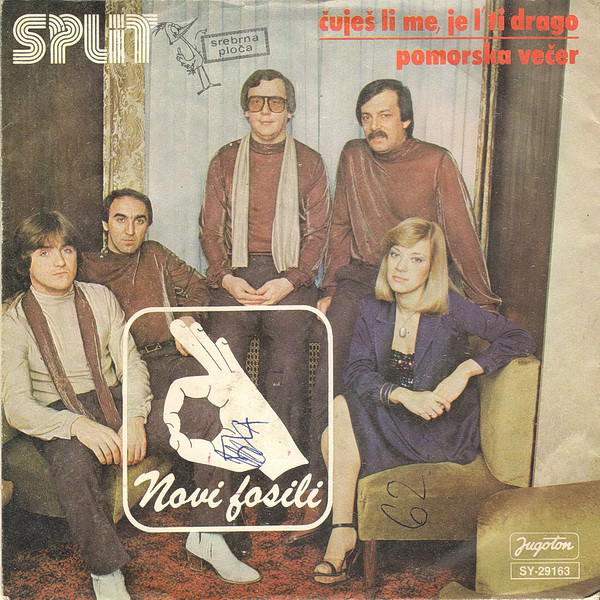 SPLIT
srebrna
ploča
čuješ li me, je l' ti drago
pomorska večer
Novi fosili
62
Jugoton
SY-29163